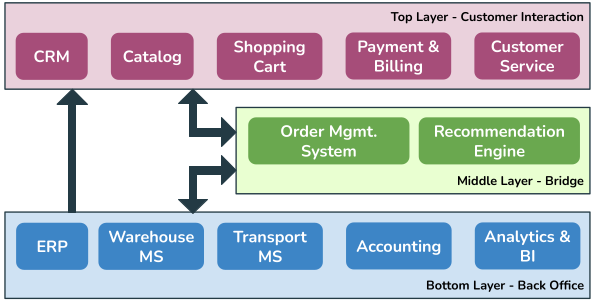 Top Layer - Customer Interaction
CRM
Catalog
Shopping
Cart
Payment &
Billing
Customer
Service
Order Mgmt.
System
Recommendation
Engine
Middle Layer - Bridge
ERP
Warehouse
MS
Transport
MS
Accounting
Analytics &
BI
Bottom Layer - Back Office